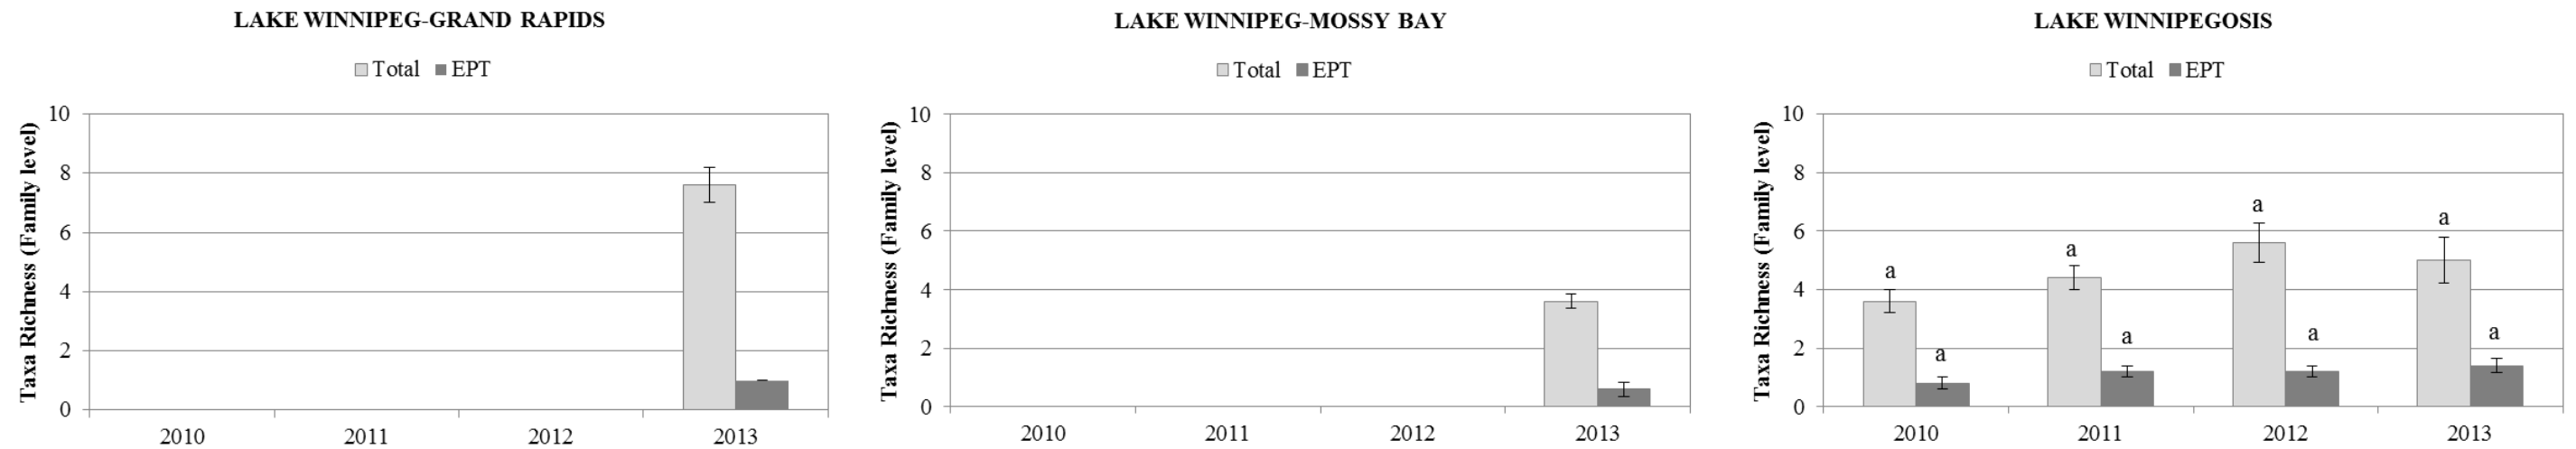 LAKE WINNIPEG-GRAND RAPIDS
Total EPT
Taxa Richness (Family level)
10
8
6
4
2
0
2010 2011 2012 2013
LAKE WINNIPEG-MOSSY BAY
Total EPT
Taxa Richness (Family level)
10
8
6
4
2
0
2010 2011 2012 2013
LAKE WINNIPEGOSIS
Total EPT
Taxa Richness (Family level)
10
8
6
4
2
0
a a a a
a a a a
2010 2011 2012 2013